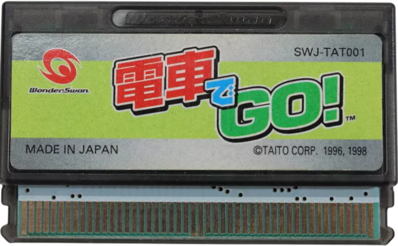 SWJ-TAT001
WonderSwan
電車でGO!™
MADE IN JAPAN
©TAITO CORP. 1996, 1998